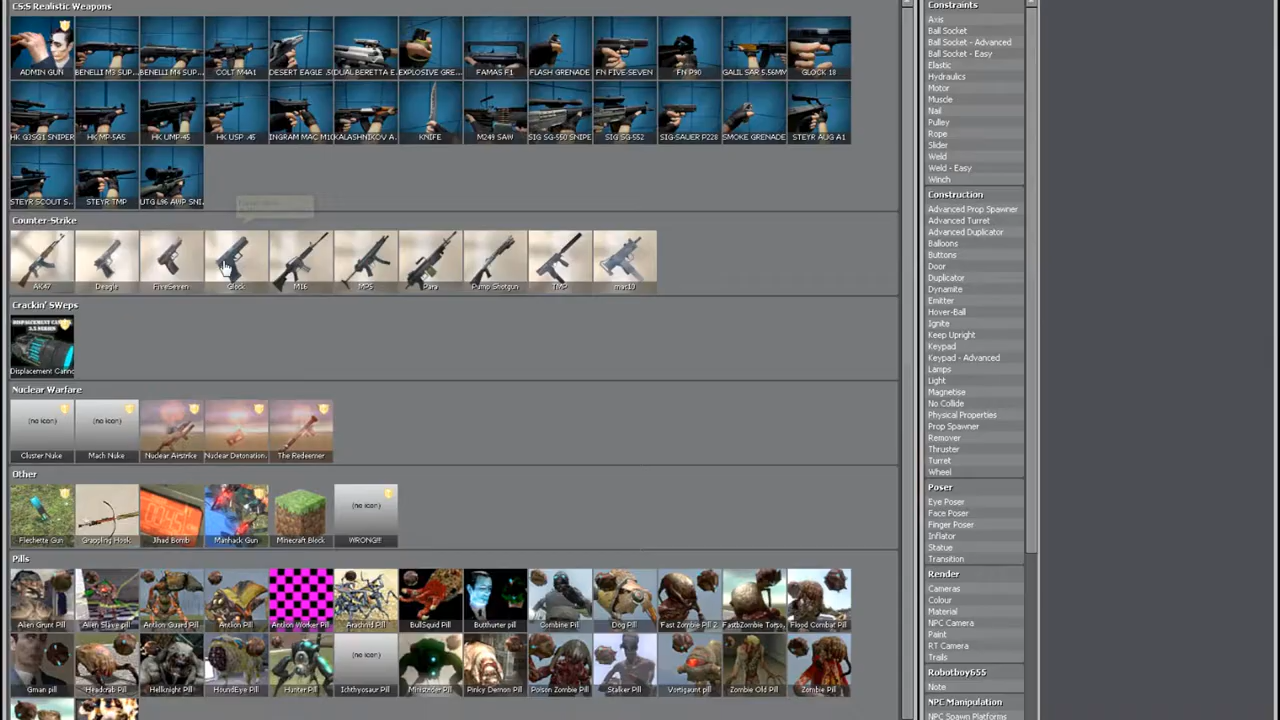 CS:S Realistic Weapons
ADMIN GUN
BENELLI M3 SUP...
BENELLI M4 SUP...
COLT M4A1
DESERT EAGLE .50
DUAL BERETTA E...
EXPLOSIVE GRE...
FAMAS F1
FLASH GRENADE
FN FIVE-SEVEN
FN P90
GALIL SAR 5.56MM
GLOCK 18
HK G3SG1 SNIPER
HK MP-5A5
HK UMP-45
HK USP .45
INGRAM MAC M10
KALASHNIKOV A...
KNIFE
M249 SAW
SIG SG-550 SNIPE
SIG SG-552
SIG-SAUER P228
SMOKE GRENADE
STEYR AUG A1
STEYR SCOUT S...
STEYR TMP
UTG L96 AWP SNI...
Counter-Strike
AK47
Deagle
FiveSeven
Glock
M16
MP5
Para
Pump Shotgun
TMP
mac10
Crackin' SWeps
Displacement Canno
Nuclear Warfare
(no icon)
(no icon)
Cluster Nuke
Mach Nuke
Nuclear Airstrike
Nuclear Detonation
The Redeemer
Other
(no icon)
Flechette Gun
Grappling Hook
Jihad Bomb
Manhack Gun
Minecraft Block
WRONG!!!
Pills
Alien Grunt Pill
Alien Slave pill
Antlion Guard Pill
Antlion Pill
Antlion Worker Pill
Arachnid Pill
BullSquid Pill
Butthurter pill
Combine Pill
Dog Pill
Fast Zombie Pill 2
FastZombie Torso
Flood Combat Pill
(no icon)
Gman pill
Headcrab Pill
Hellknight Pill
HoundEye Pill
Hunter Pill
Ichthyosaur Pill
Pinky Demon Pill
Poison Zombie Pill
Stalker Pill
Vortigaunt pill
Zombie Old Pill
Zombie Pill
Constraints
Axis
Ball Socket
Ball Socket - Advanced
Ball Socket - Easy
Elastic
Hydraulics
Motor
Muscle
Nail
Pulley
Rope
Slider
Weld
Weld - Easy
Winch
Construction
Advanced Prop Spawner
Advanced Turret
Advanced Duplicator
Balloons
Buttons
Door
Duplicator
Dynamite
Emitter
Hover-Ball
Ignite
Keep Upright
Keypad
Keypad - Advanced
Lamps
Light
Magnetise
No Collide
Physical Properties
Prop Spawner
Remover
Thruster
Turret
Wheel
Poser
Eye Poser
Face Poser
Finger Poser
Inflator
Statue
Transition
Render
Cameras
Colour
Material
NPC Camera
Paint
RT Camera
Trails
Robotboy655
Note
NPC Manipulation
NPC Spawn Platforms